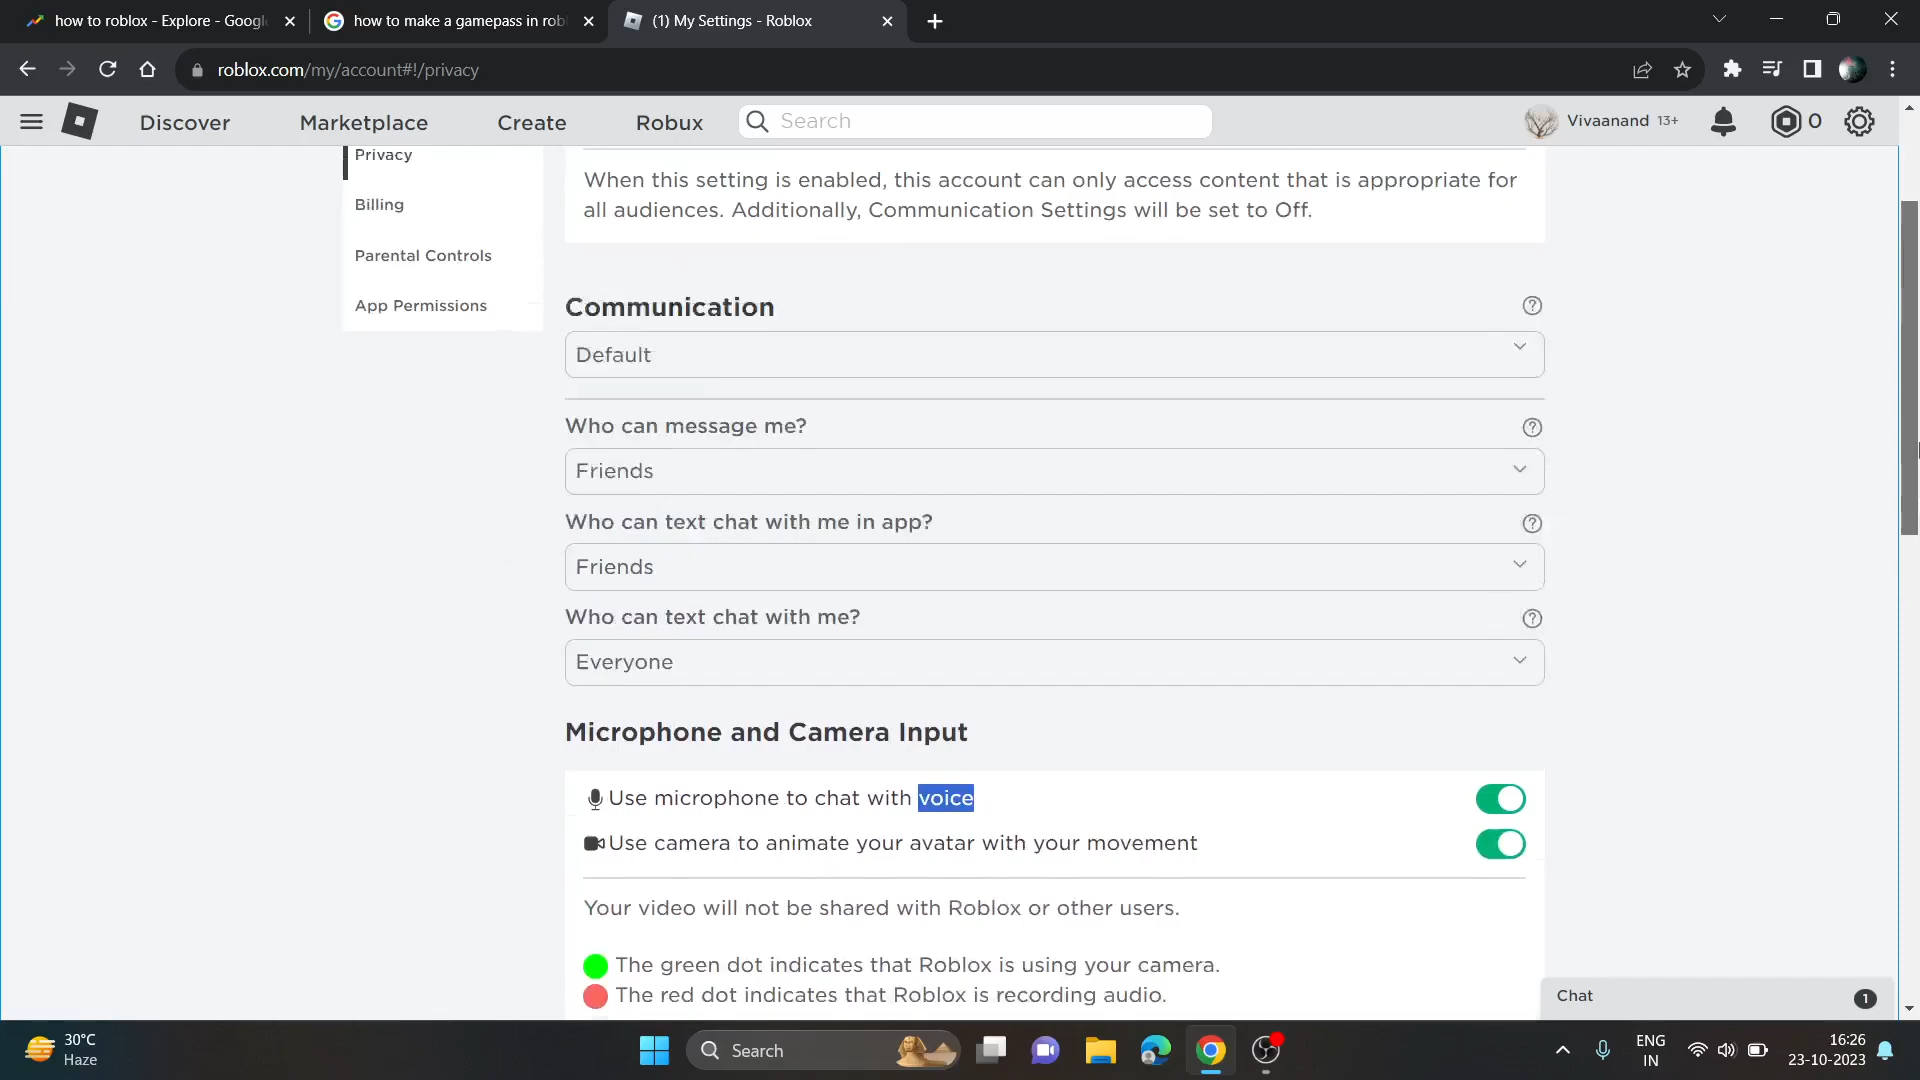 how to roblox - Explore - Googl
how to make a gamepass in rob
(1) My Settings - Roblox
roblox.com/my/account#!/privacy
Discover
Marketplace
Create
Robux
Search
Vivaanand 13+
0
Privacy
Billing
Parental Controls
App Permissions
When this setting is enabled, this account can only access content that is appropriate for
all audiences. Additionally, Communication Settings will be set to Off.
Communication
Default
Who can message me?
Friends
Who can text chat with me in app?
Friends
Who can text chat with me?
Everyone
Microphone and Camera Input
Use microphone to chat with voice
Use camera to animate your avatar with your movement
Your video will not be shared with Roblox or other users.
The green dot indicates that Roblox is using your camera.
The red dot indicates that Roblox is recording audio.
Chat
1
30°C
Haze
Search
ENG
IN
16:26
23-10-2023